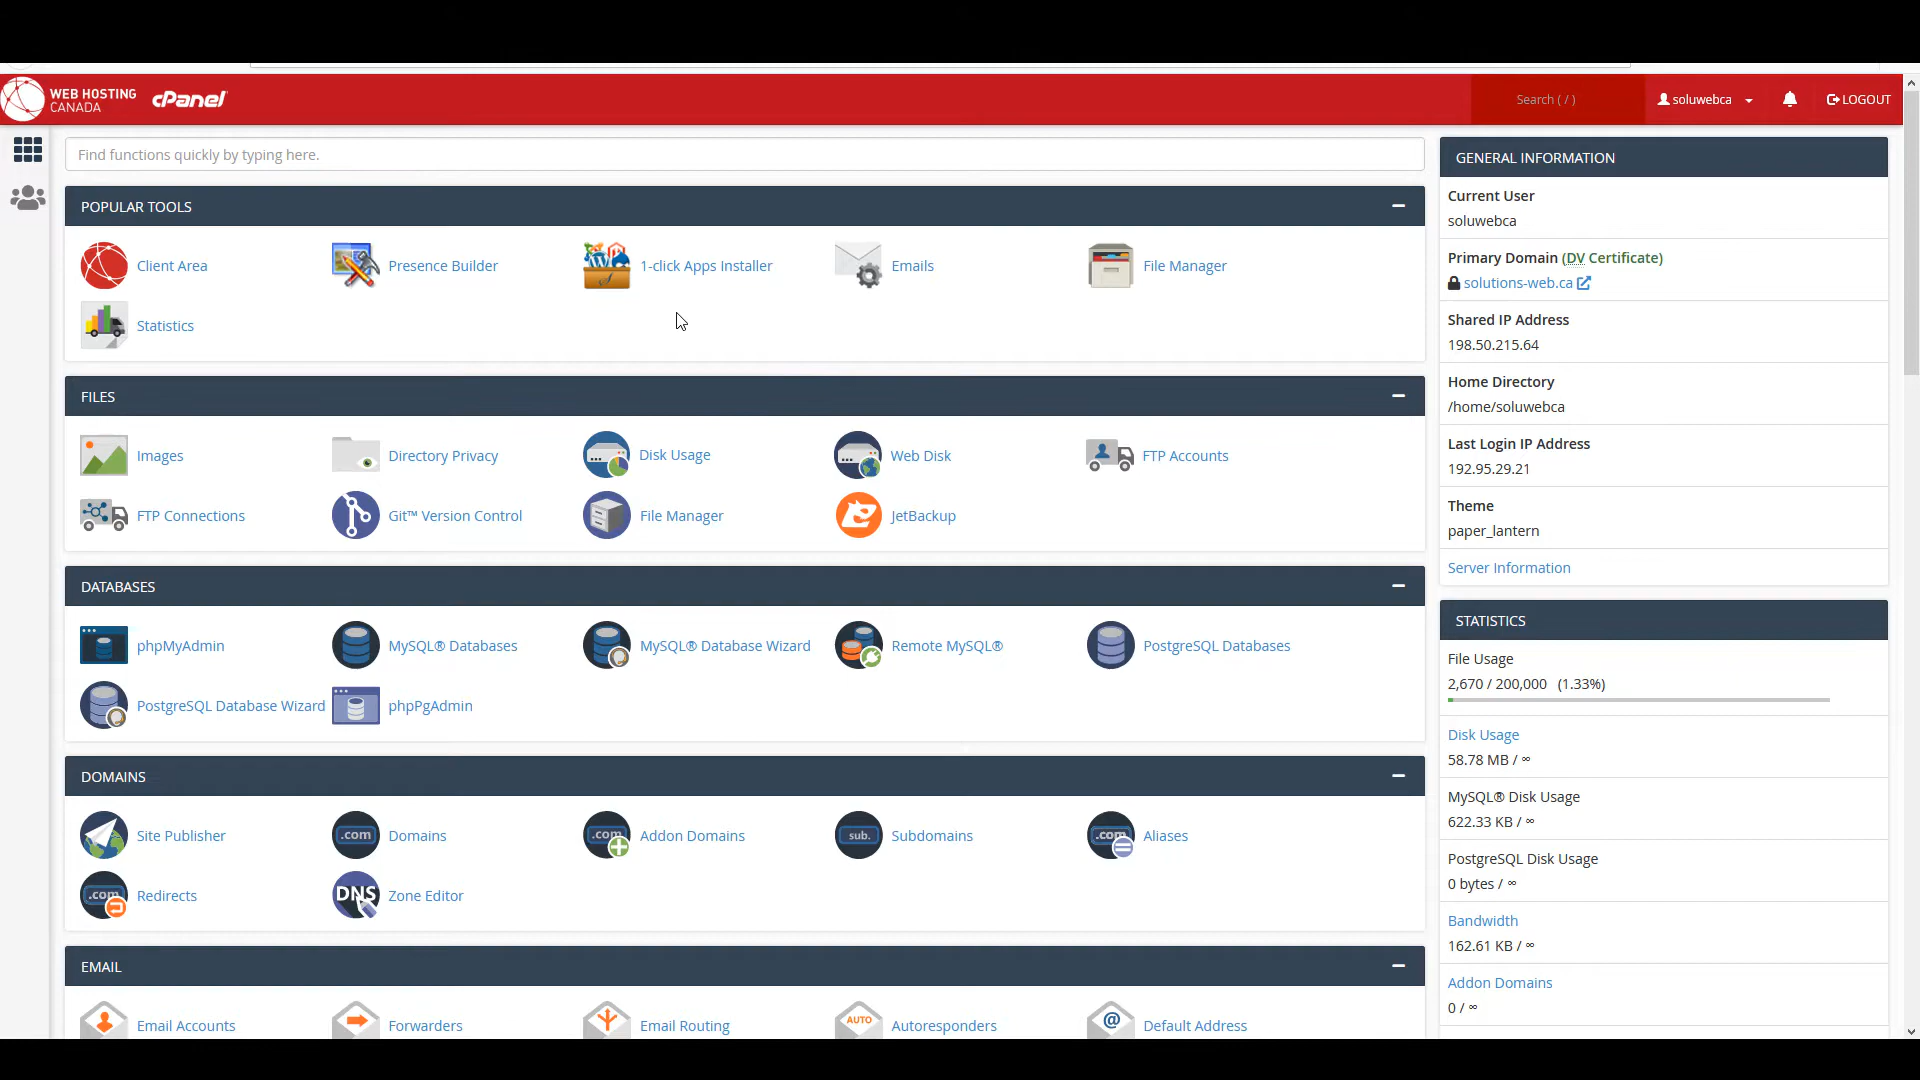 WEB HOSTING
CANADA
cPanel
Search ( / )
soluwebca
LOGOUT
Find functions quickly by typing here.
POPULAR TOOLS
Client Area
Presence Builder
1-click Apps Installer
Emails
File Manager
Statistics
FILES
Images
Directory Privacy
Disk Usage
Web Disk
FTP Accounts
FTP Connections
Git™ Version Control
File Manager
JetBackup
DATABASES
phpMyAdmin
MySQL® Databases
MySQL® Database Wizard
Remote MySQL®
PostgreSQL Databases
PostgreSQL Database Wizard
phpPgAdmin
DOMAINS
Site Publisher
.com
Domains
.com
Addon Domains
sub.
Subdomains
.com
Aliases
.com
Redirects
DNS
Zone Editor
EMAIL
Email Accounts
Forwarders
Email Routing
AUTO
Autoresponders
@
Default Address
GENERAL INFORMATION
Current User
soluwebca
Primary Domain (DV Certificate)
solutions-web.ca
Shared IP Address
198.50.215.64
Home Directory
/home/soluwebca
Last Login IP Address
192.95.29.21
Theme
paper_lantern
Server Information
STATISTICS
File Usage
2,670 / 200,000 (1.33%)
Disk Usage
58.78 MB / ∞
MySQL® Disk Usage
622.33 KB / ∞
PostgreSQL Disk Usage
0 bytes / ∞
Bandwidth
162.61 KB / ∞
Addon Domains
0 / ∞